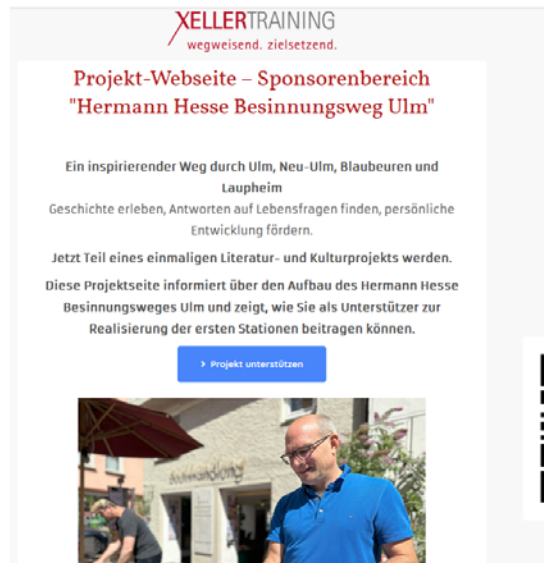 XELLERTRAINING
wegweisend. zielsetzend.
Projekt-Webseite – Sponsorenbereich
"Hermann Hesse Besinnungsweg Ulm"
Ein inspirierender Weg durch Ulm, Neu-Ulm, Blaubeuren und
Laupheim
Geschichte erleben, Antworten auf Lebensfragen finden, persönliche
Entwicklung fördern.
Jetzt Teil eines einmaligen Literatur- und Kulturprojekts werden.
Diese Projektseite informiert über den Aufbau des Hermann Hesse
Besinnungsweges Ulm und zeigt, wie Sie als Unterstützer zur
Realisierung der ersten Stationen beitragen können.
> Projekt unterstützen
Buchhandlung